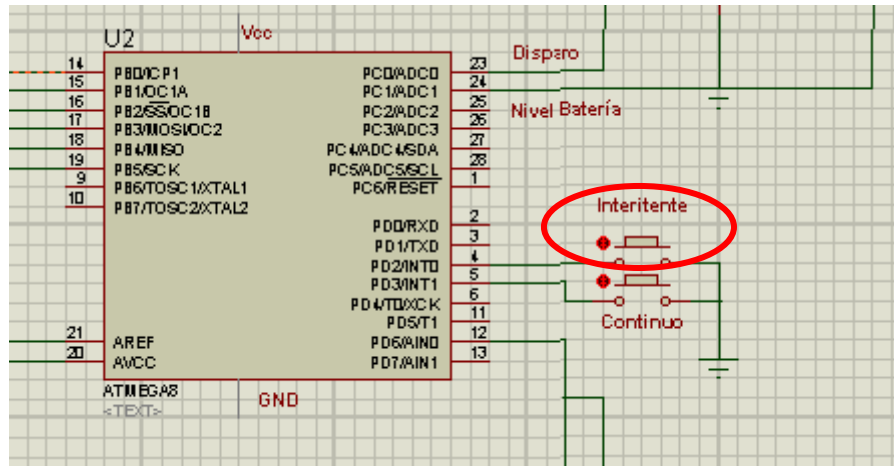 U2
Vcc
14 PB0/ICP1
15 PB1/OC1A
16 PB2/SS/OC1B
17 PB3/MOSI/OC2
18 PB4/MISO
19 PB5/SCK
9 PB6/TOSC1/XTAL1
10 PB7/TOSC2/XTAL2
21 AREF
20 AVCC
PC0/ADC0 23
PC1/ADC1 24
PC2/ADC2 25
PC3/ADC3 26
PC4/ADC4/SDA 27
PC5/ADC5/SCL 28
PC6/RESET 1
PD0/RXD 2
PD1/TXD 3
PD2/INT0 4
PD3/INT1 5
PD4/T0/XCK 6
PD5/T1 11
PD6/AIN0 12
PD7/AIN1 13
ATMEGA8
<TEXT>
GND
Disparo
Nivel Batería
Interitente
Continuo